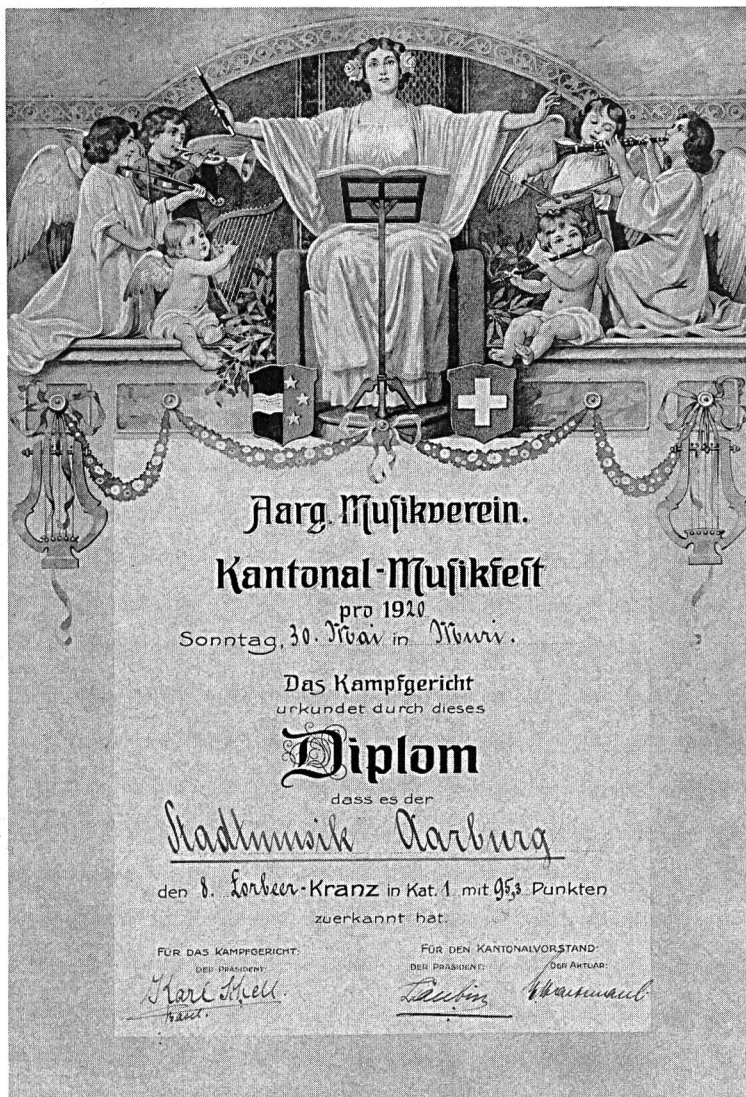 Aarg. Musikverein.
Kantonal-Musikfest
pro 1920
Sonntag, 30. Mai in Muri.
Das Kampfgericht
urkundet durch dieses
Diplom
dass es der
Stadtmusik Aarburg
den 8. Lorbeer-Kranz in Kat. 1 mit 95,3 Punkten
zuerkannt hat.
FÜR DAS KAMPFGERICHT:
DER PRÄSIDENT:
Karl Schell.
Basel.
FÜR DEN KANTONALVORSTAND:
DER PRÄSIDENT: DER AKTUAR: